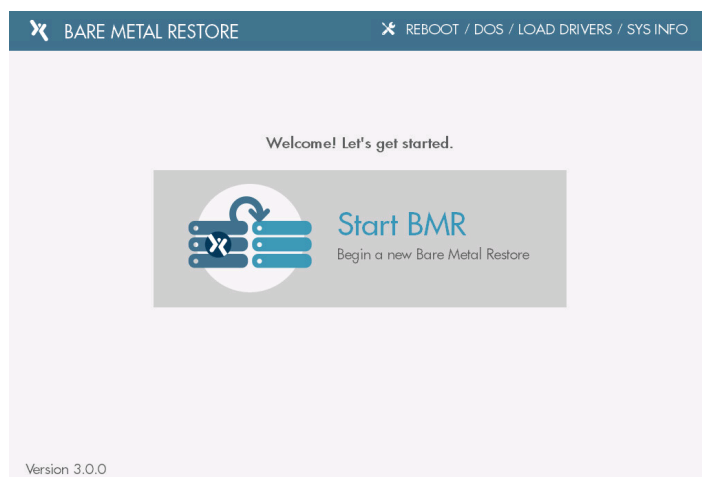 BARE METAL RESTORE
REBOOT / DOS / LOAD DRIVERS / SYS INFO
Welcome! Let's get started.
Start BMR
Begin a new Bare Metal Restore
Version 3.0.0